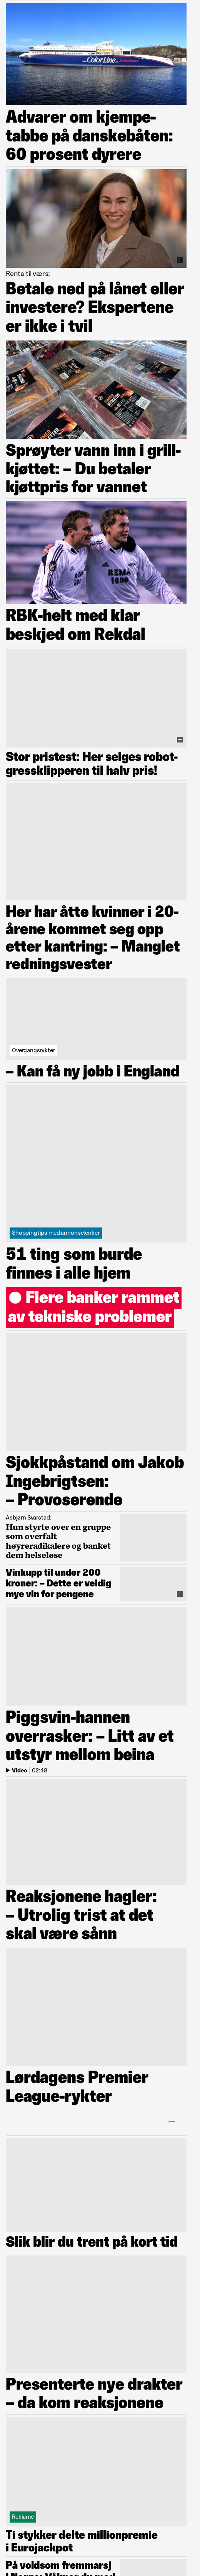 Color Line
Advarer om kjempe-
tabbe på danskebåten:
60 prosent dyrere
Renta til værs:
Betale ned på lånet eller
investere? Ekspertene
er ikke i tvil
Sprøyter vann inn i grill-
kjøttet: – Du betaler
kjøttpris for vannet
REMA
1000
RBK-helt med klar
beskjed om Rekdal
Stor pristest: Her selges robot-
gressklipperen til halv pris!
Her har åtte kvinner i 20-
årene kommet seg opp
etter kantring: – Manglet
redningsvester
Overgangsrykter
– Kan få ny jobb i England
Shoppingtips med annonselenker
51 ting som burde
finnes i alle hjem
Flere banker rammet
av tekniske problemer
Sjokkpåstand om Jakob
Ingebrigtsen:
– Provoserende
Asbjørn Svarstad:
Hun styrte over en gruppe
som overfalt
høyreradikalere og banket
dem helseløse
Vinkupp til under 200
kroner: – Dette er veldig
mye vin for pengene
Piggsvin-hannen
overrasker: – Litt av et
utstyr mellom beina
Video | 02:48
Reaksjonene hagler:
– Utrolig trist at det
skal være sånn
Lørdagens Premier
League-rykter
Slik blir du trent på kort tid
Presenterte nye drakter
– da kom reaksjonene
Reklame
Ti stykker delte millionpremie
i Eurojackpot
På voldsom fremmarsj